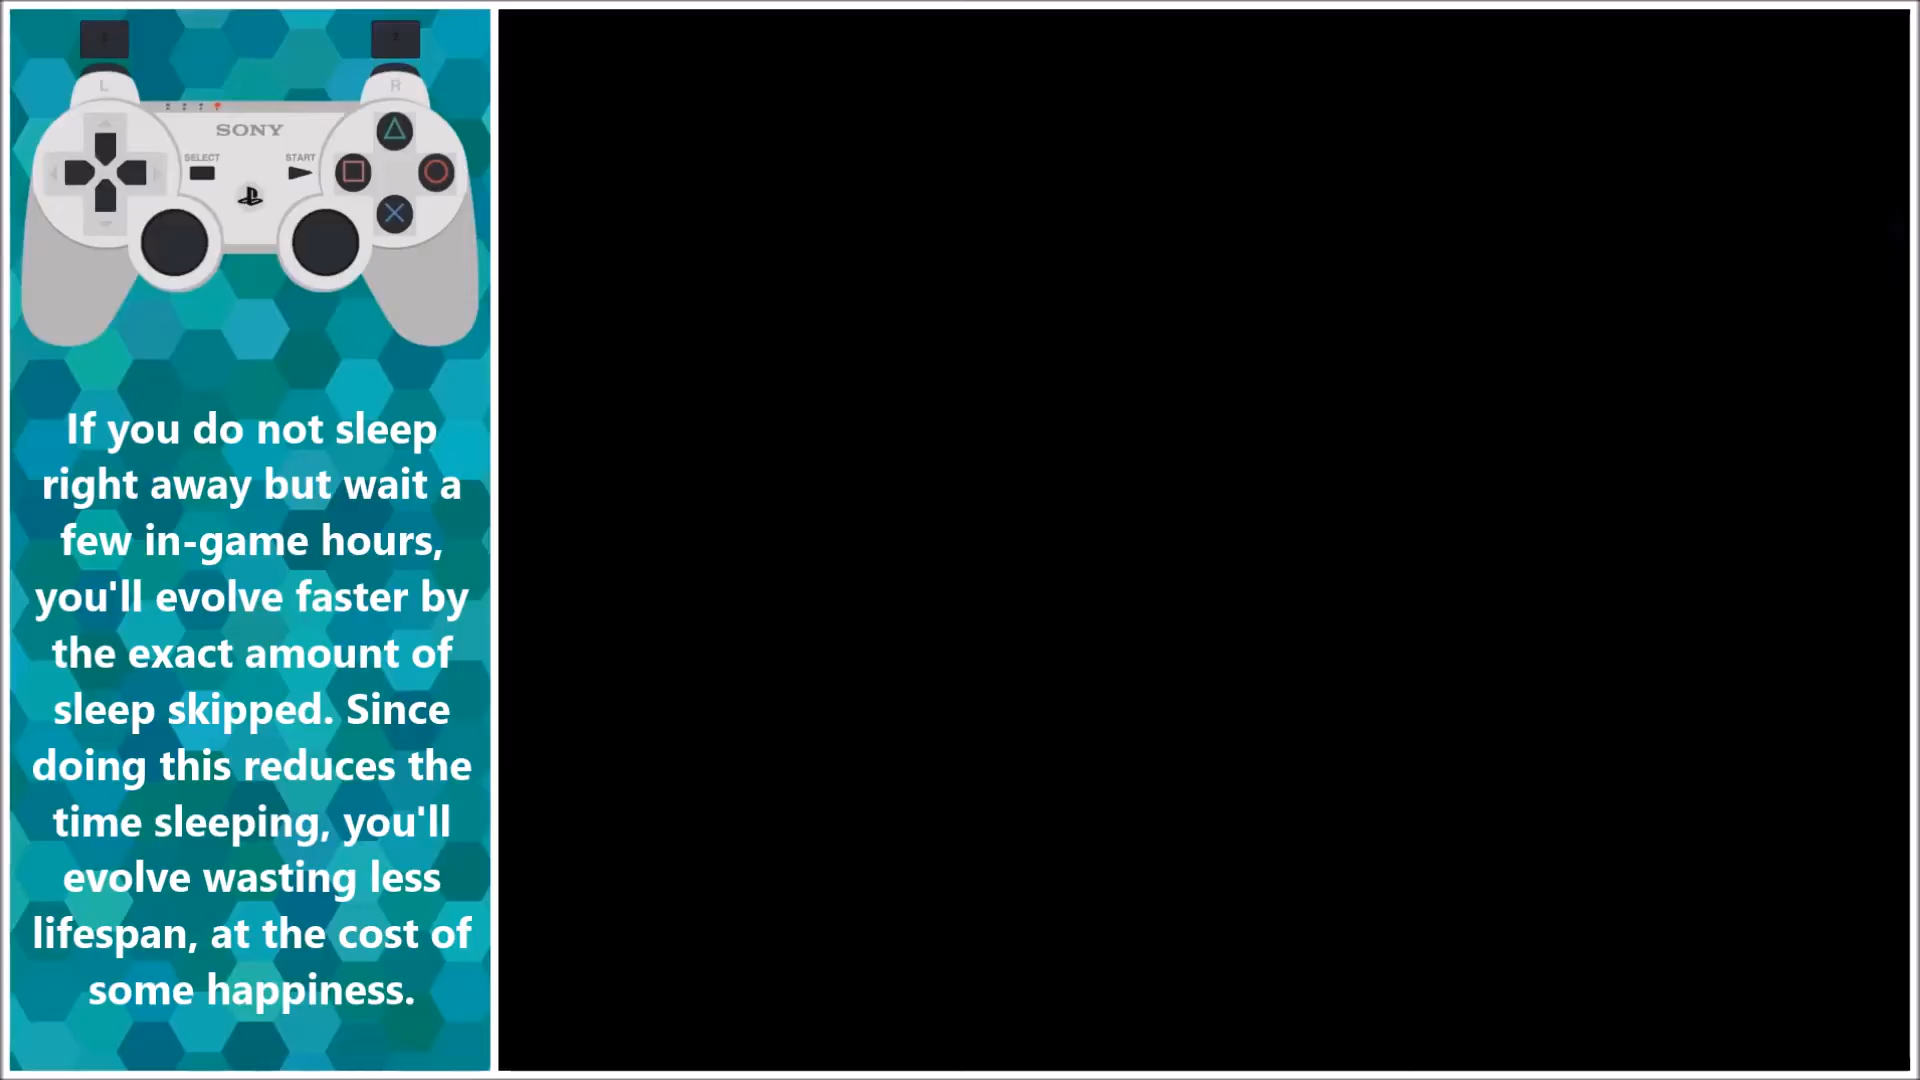 L
R
SONY
SELECT
START
If you do not sleep
right away but wait a
few in-game hours,
you'll evolve faster by
the exact amount of
sleep skipped. Since
doing this reduces the
time sleeping, you'll
evolve wasting less
lifespan, at the cost of
some happiness.